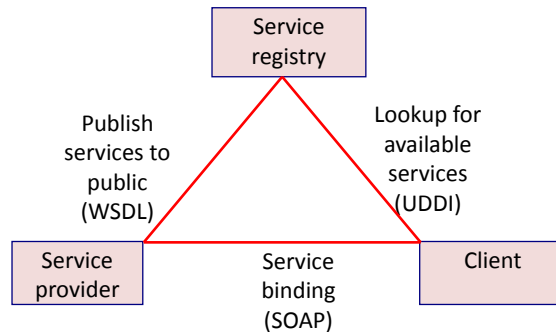 Service
registry
Publish
services to
public
(WSDL)
Lookup for
available
services
(UDDI)
Service
provider
Service
binding
(SOAP)
Client